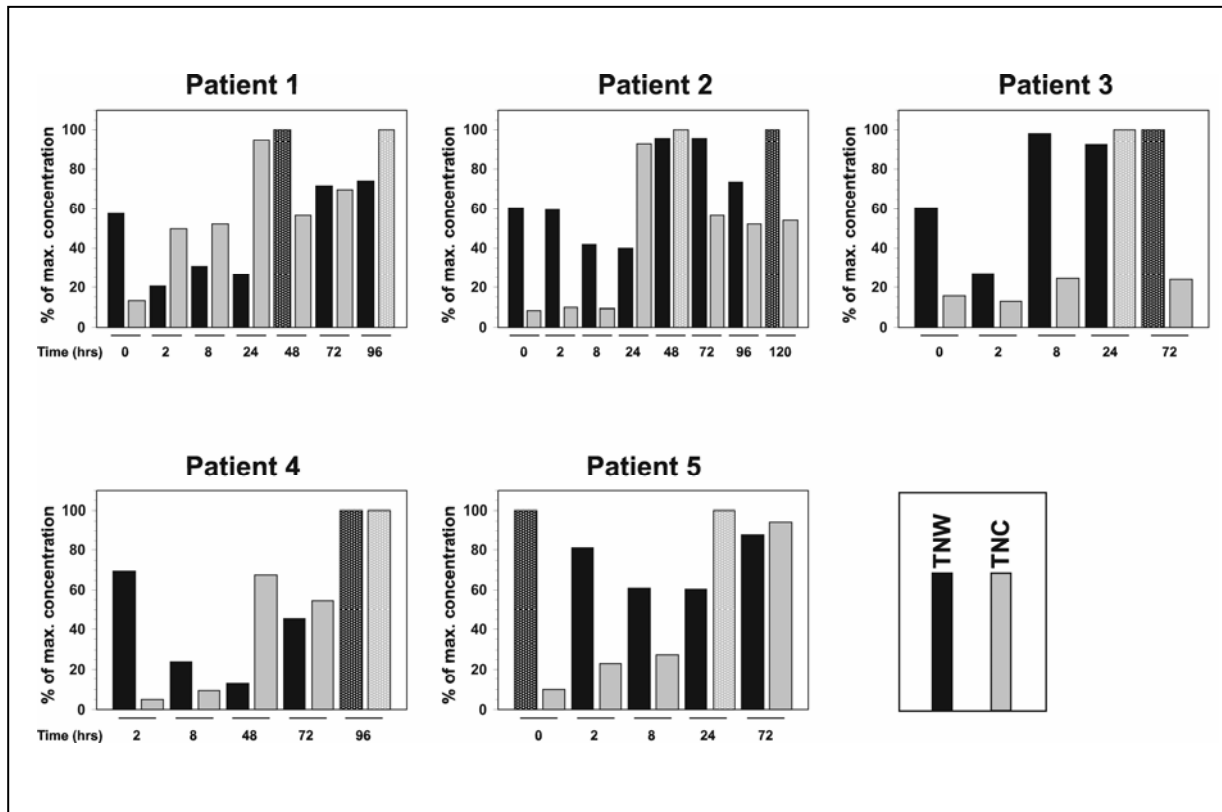 Patient 1
% of max. concentration
100
80
60
40
20
0
Time (hrs) 0 2 8 24 48 72 96
Patient 2
% of max. concentration
100
80
60
40
20
0
0 2 8 24 48 72 96 120
Patient 3
% of max. concentration
100
80
60
40
20
0
0 2 8 24 72
Patient 4
% of max. concentration
100
80
60
40
20
0
Time (hrs) 2 8 48 72 96
Patient 5
% of max. concentration
100
80
60
40
20
0
0 2 8 24 72
TNW
TNC